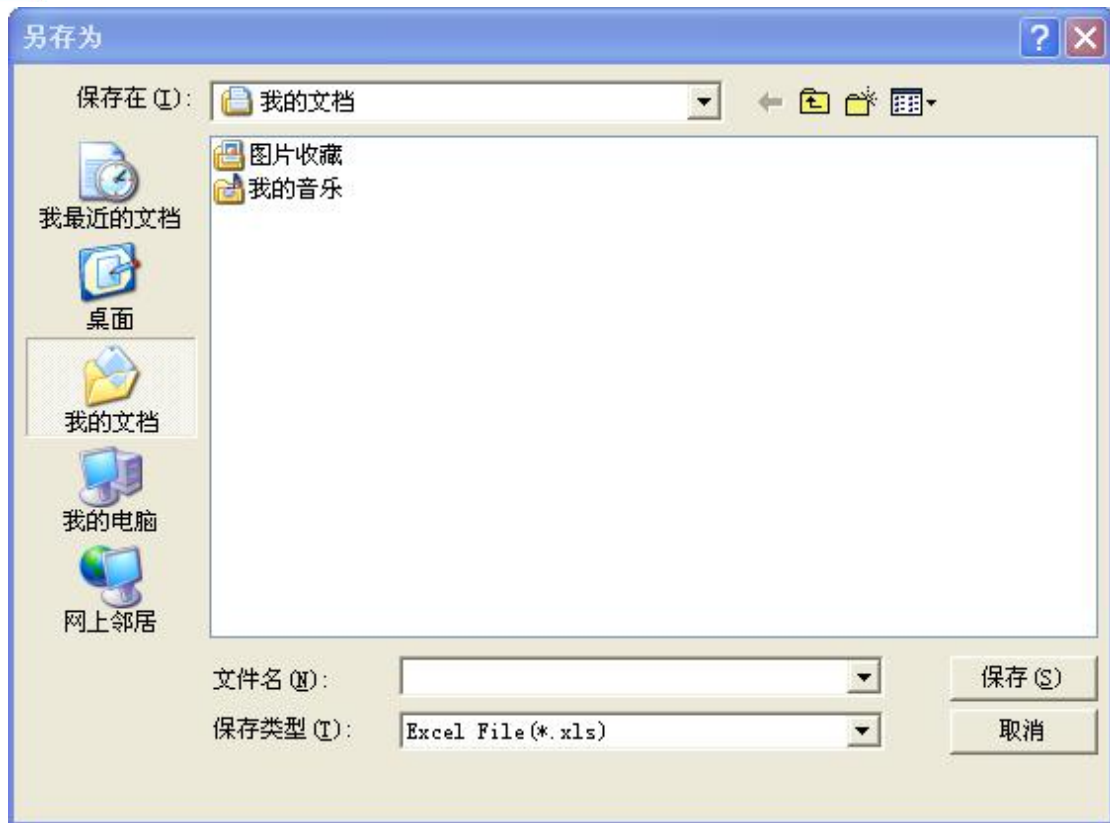 另存为
保存在(I):
我的文档
图片收藏
我的音乐
我最近的文档
桌面
我的文档
我的电脑
网上邻居
文件名(N):
保存(S)
保存类型(T):
Excel File(*.xls)
取消